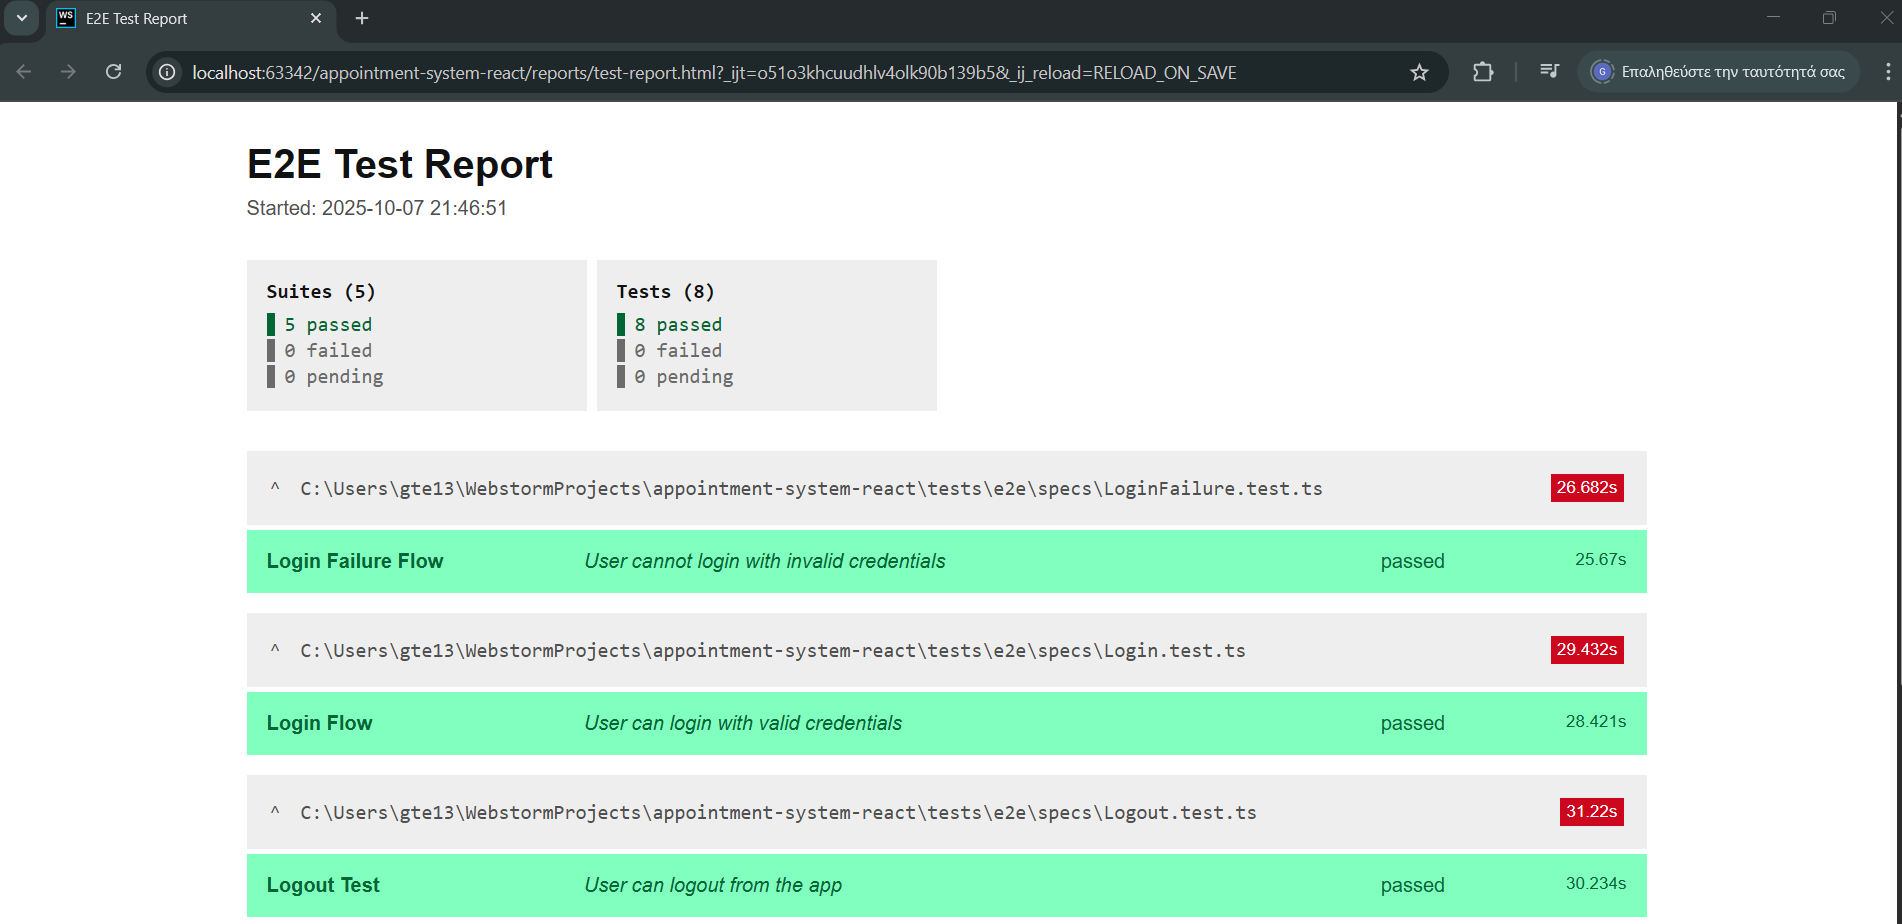 WS
E2E Test Report
localhost:63342/appointment-system-react/reports/test-report.html?_ijt=o51o3khcuudhlv4olk90b139b5&_ij_reload=RELOAD_ON_SAVE
G
Επαληθεύστε την ταυτότητά σας
E2E Test Report
Started: 2025-10-07 21:46:51
Suites (5)
5 passed
0 failed
0 pending
Tests (8)
8 passed
0 failed
0 pending
^ C:\Users\gte13\WebstormProjects\appointment-system-react\tests\e2e\specs\LoginFailure.test.ts 26.682s
Login Failure Flow User cannot login with invalid credentials passed 25.67s
^ C:\Users\gte13\WebstormProjects\appointment-system-react\tests\e2e\specs\Login.test.ts 29.432s
Login Flow User can login with valid credentials passed 28.421s
^ C:\Users\gte13\WebstormProjects\appointment-system-react\tests\e2e\specs\Logout.test.ts 31.22s
Logout Test User can logout from the app passed 30.234s